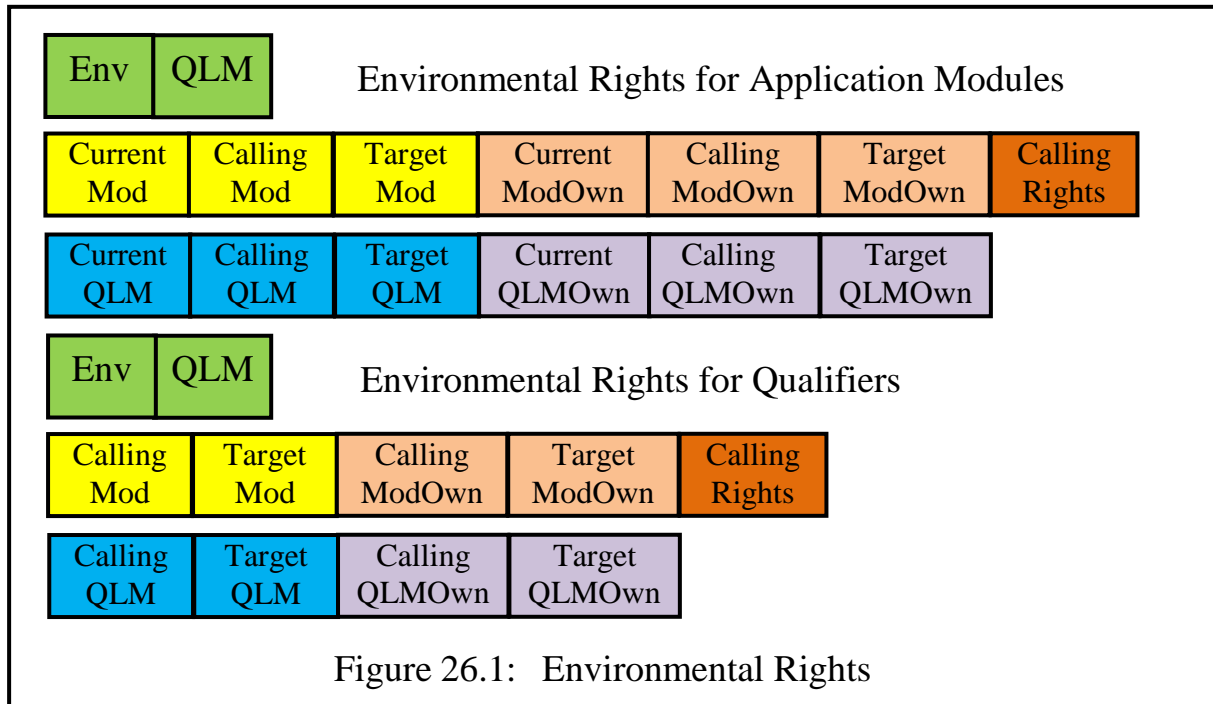 Env QLM Environmental Rights for Application Modules
Current Calling Target Current Calling Target Calling
Mod Mod Mod ModOwn ModOwn ModOwn Rights
Current Calling Target Current Calling Target
QLM QLM QLM QLMOwn QLMOwn QLMOwn
Env QLM Environmental Rights for Qualifiers
Calling Target Calling Target Calling
Mod Mod ModOwn ModOwn Rights
Calling Target Calling Target
QLM QLM QLMOwn QLMOwn
Figure 26.1: Environmental Rights